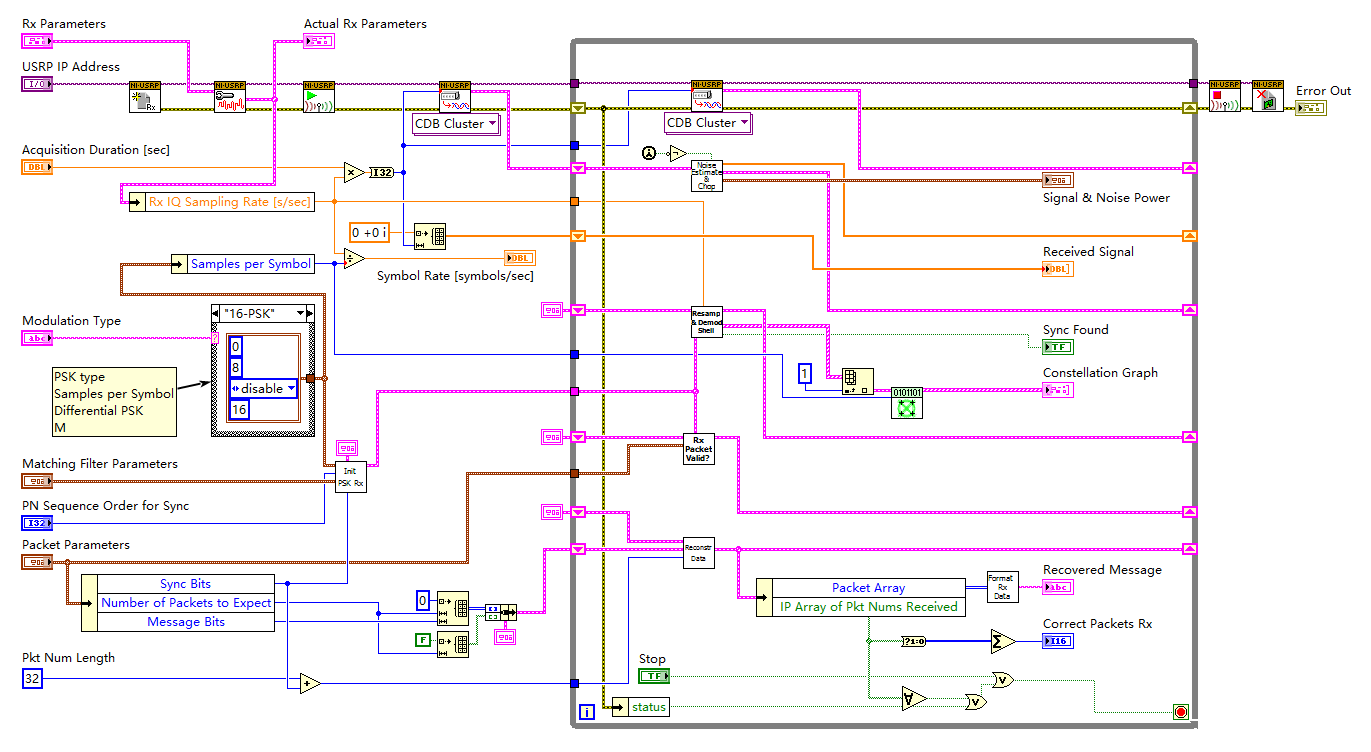 Rx Parameters
Actual Rx Parameters
USRP IP Address
I/O
NI-USRP
Rx
NI-USRP
NI-USRP
NI-USRP
CDB Cluster
NI-USRP
CDB Cluster
NI-USRP
NI-USRP
Error Out
Acquisition Duration [sec]
DBL
×
I32
Rx IQ Sampling Rate [s/sec]
Noise
Estimate
&
Chop
Signal & Noise Power
0 +0 i
÷
DBL
Symbol Rate [symbols/sec]
Samples per Symbol
Received Signal
DBL]
Modulation Type
abc
"16-PSK"
?
0
8
disable
16
PSK type
Samples per Symbol
Differential PSK
M
Resamp
& Demod
Shell
Sync Found
TF
1
0101101
Constellation Graph
Rx
Packet
Valid?
Matching Filter Parameters
Init
PSK Rx
PN Sequence Order for Sync
I32
Packet Parameters
Sync Bits
Number of Packets to Expect
Message Bits
0
F
Reconstr
Data
Packet Array
IP Array of Pkt Nums Received
Format
Rx
Data
Recovered Message
abc
?1:0
Σ
Correct Packets Rx
I16
Pkt Num Length
32
+
Stop
TF
status
i
∀
V
V